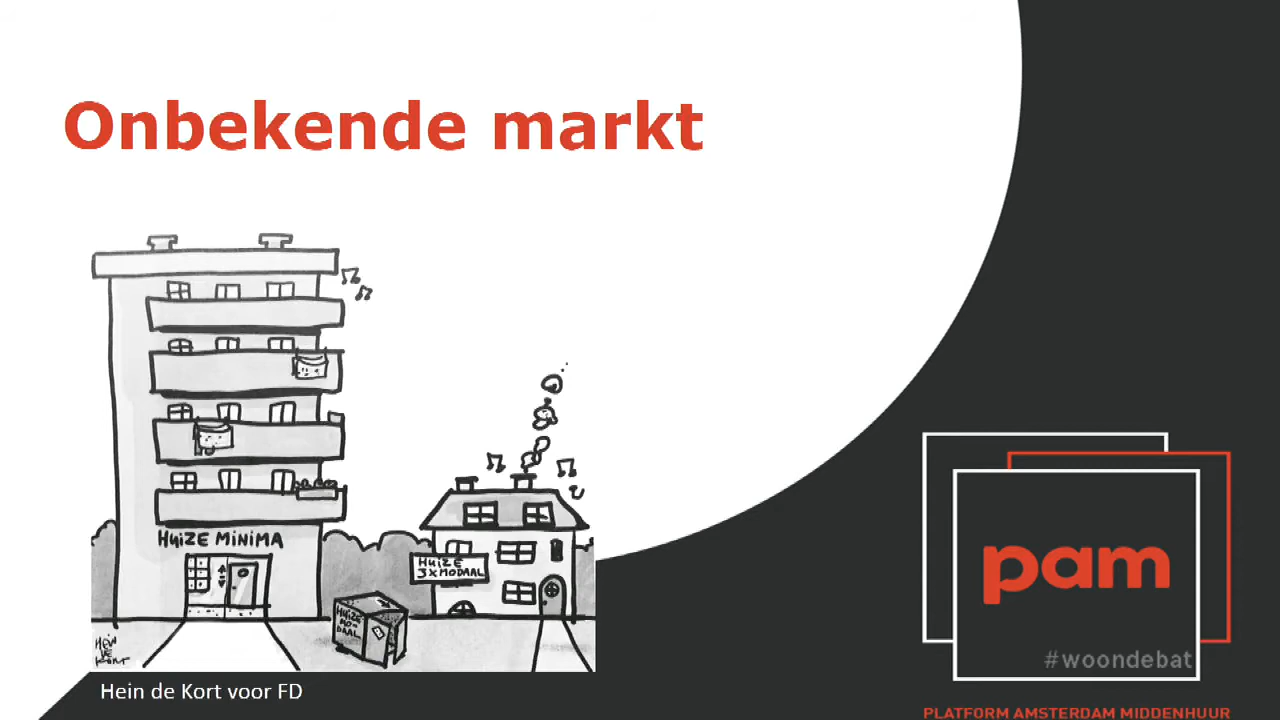 Onbekende markt
HUIZE MINIMA
HUIZE
3XMODAAL
HUIZE
MO-
DAAL
HEIN
DE
KORT
Hein de Kort voor FD
pam
#woondebat
PLATFORM AMSTERDAM MIDDENHUUR